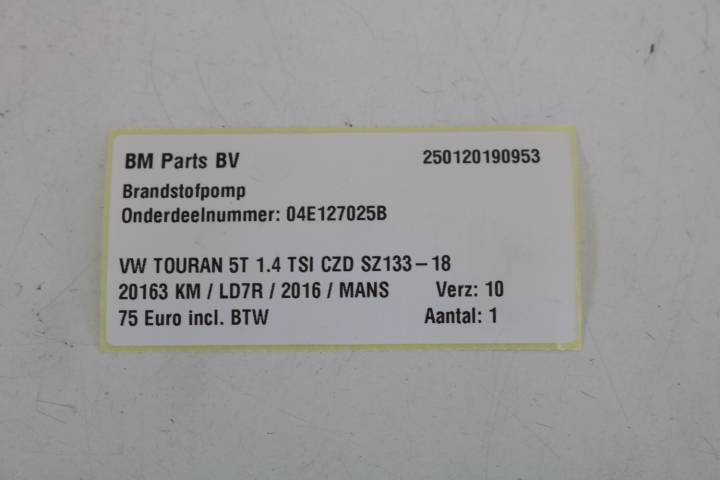 BM Parts BV 250120190953
Brandstofpomp
Onderdeelnummer: 04E127025B
VW TOURAN 5T 1.4 TSI CZD SZ133-18
20163 KM / LD7R / 2016 / MANS Verz: 10
75 Euro incl. BTW Aantal: 1